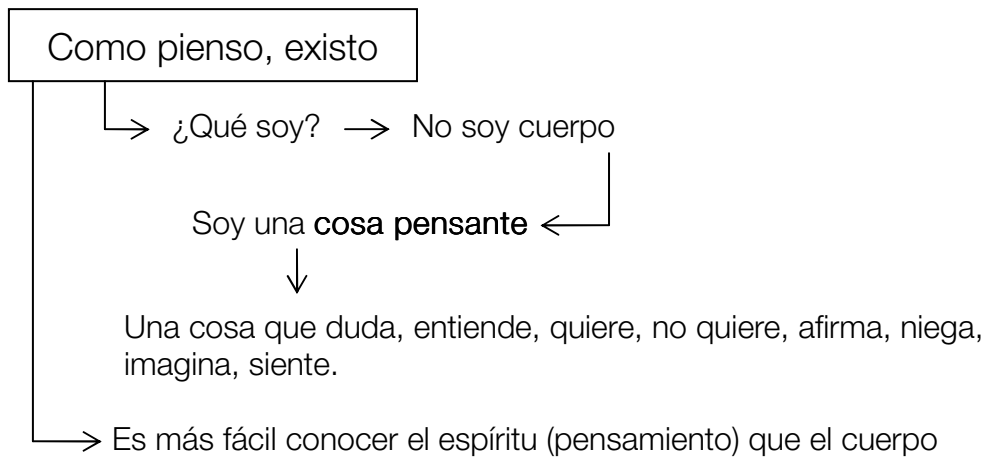 Como pienso, existo
¿Qué soy? No soy cuerpo
Soy una cosa pensante
Una cosa que duda, entiende, quiere, no quiere, afirma, niega,
imagina, siente.
Es más fácil conocer el espíritu (pensamiento) que el cuerpo